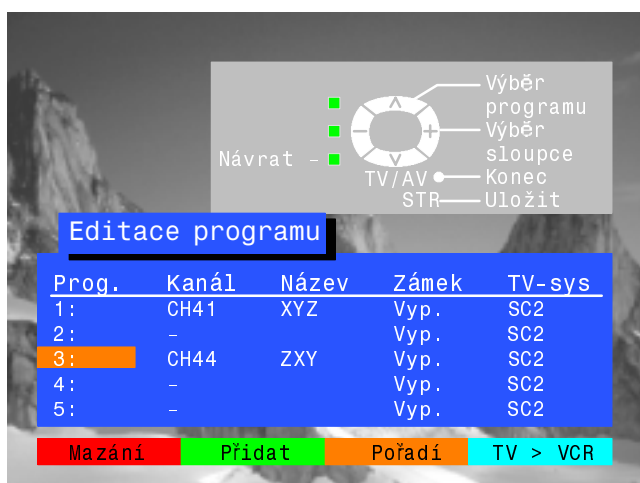 Výběr
programu
Výběr
sloupce
Návrat –
TV/AV Konec
STR Uložit
Editace programu
Prog. Kanál Název Zámek TV-sys
1: CH41 XYZ Vyp. SC2
2: – Vyp. SC2
3: CH44 ZXY Vyp. SC2
4: – Vyp. SC2
5: – Vyp. SC2
Mazání Přidat Pořadí TV > VCR